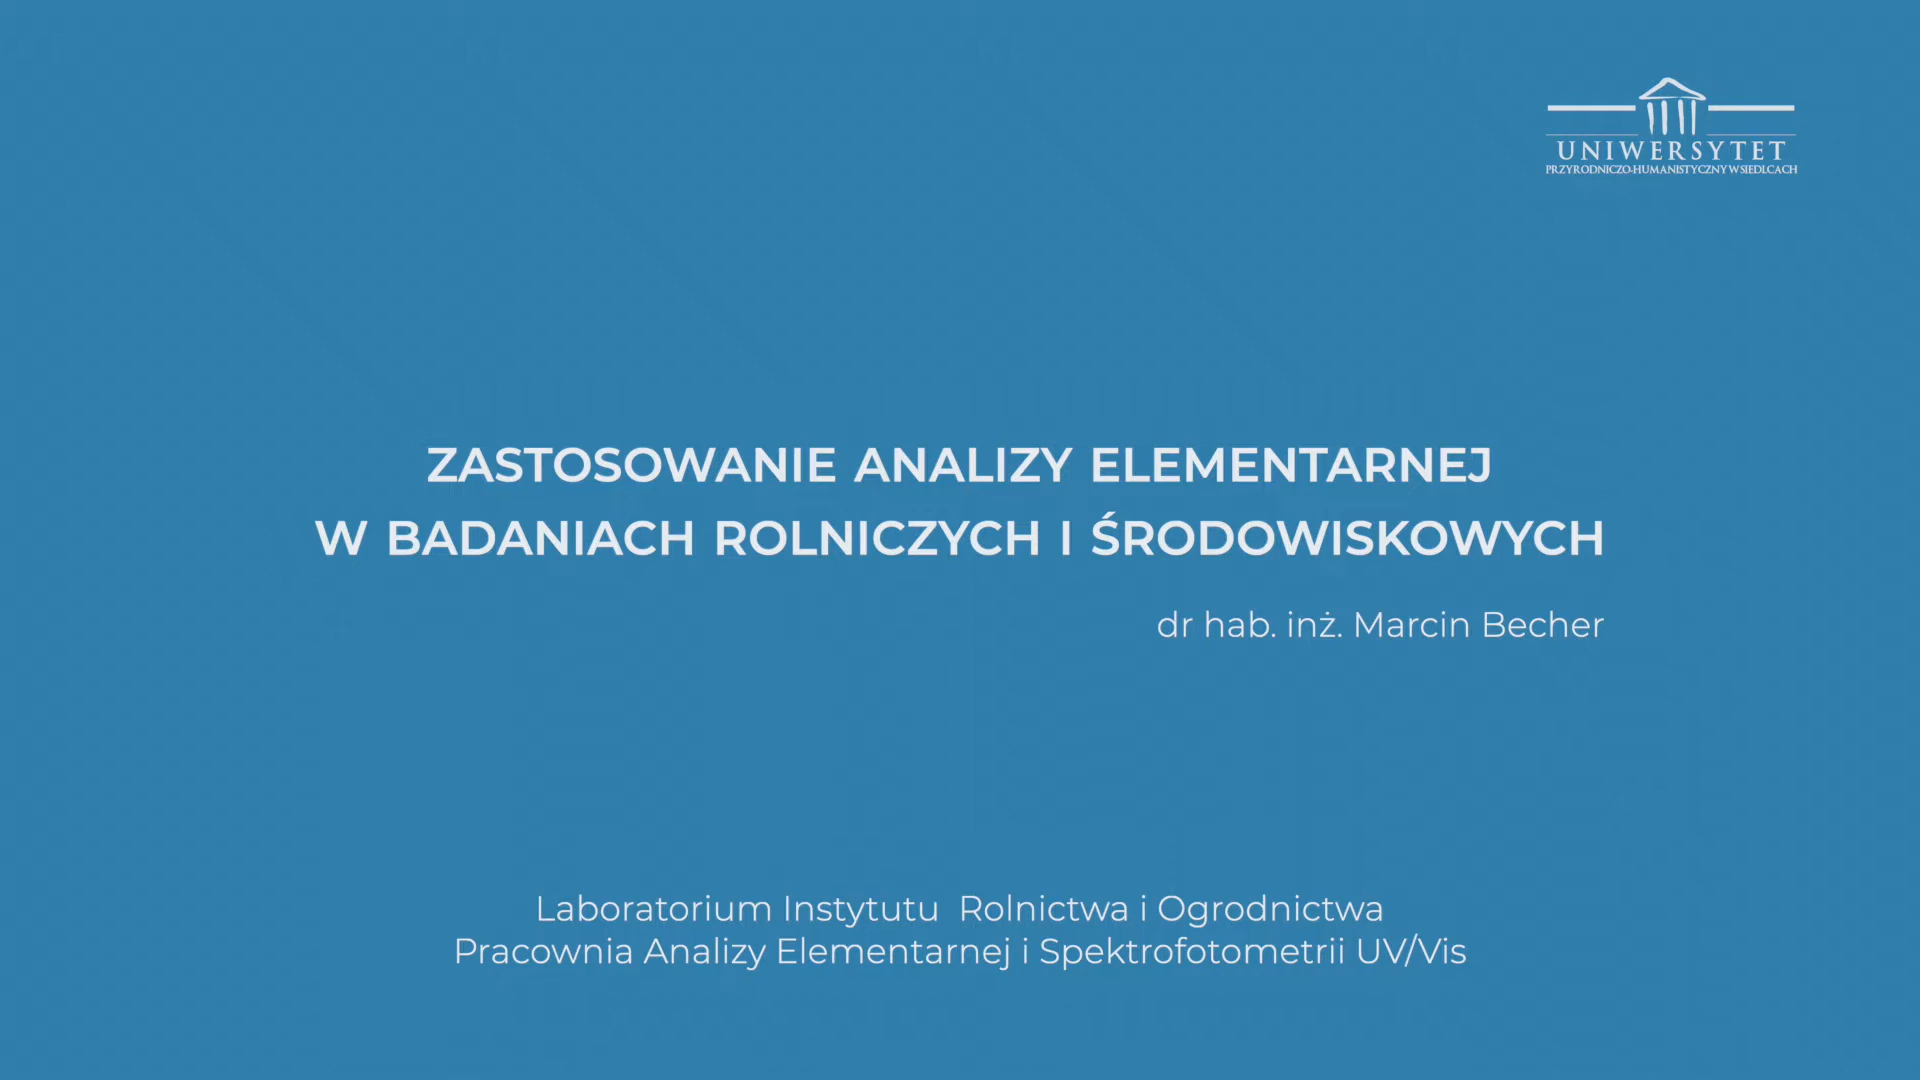 UNIWERSYTET
PRZYRODNICZO-HUMANISTYCZNY W SIEDLCACH
ZASTOSOWANIE ANALIZY ELEMENTARNEJ
W BADANIACH ROLNICZYCH I ŚRODOWISKOWYCH
dr hab. inż. Marcin Becher
Laboratorium Instytutu Rolnictwa i Ogrodnictwa
Pracownia Analizy Elementarnej i Spektrofotometrii UV/Vis